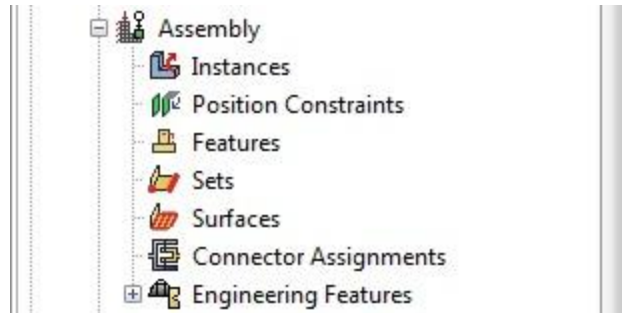 Assembly
Instances
Position Constraints
Features
Sets
Surfaces
Connector Assignments
Engineering Features